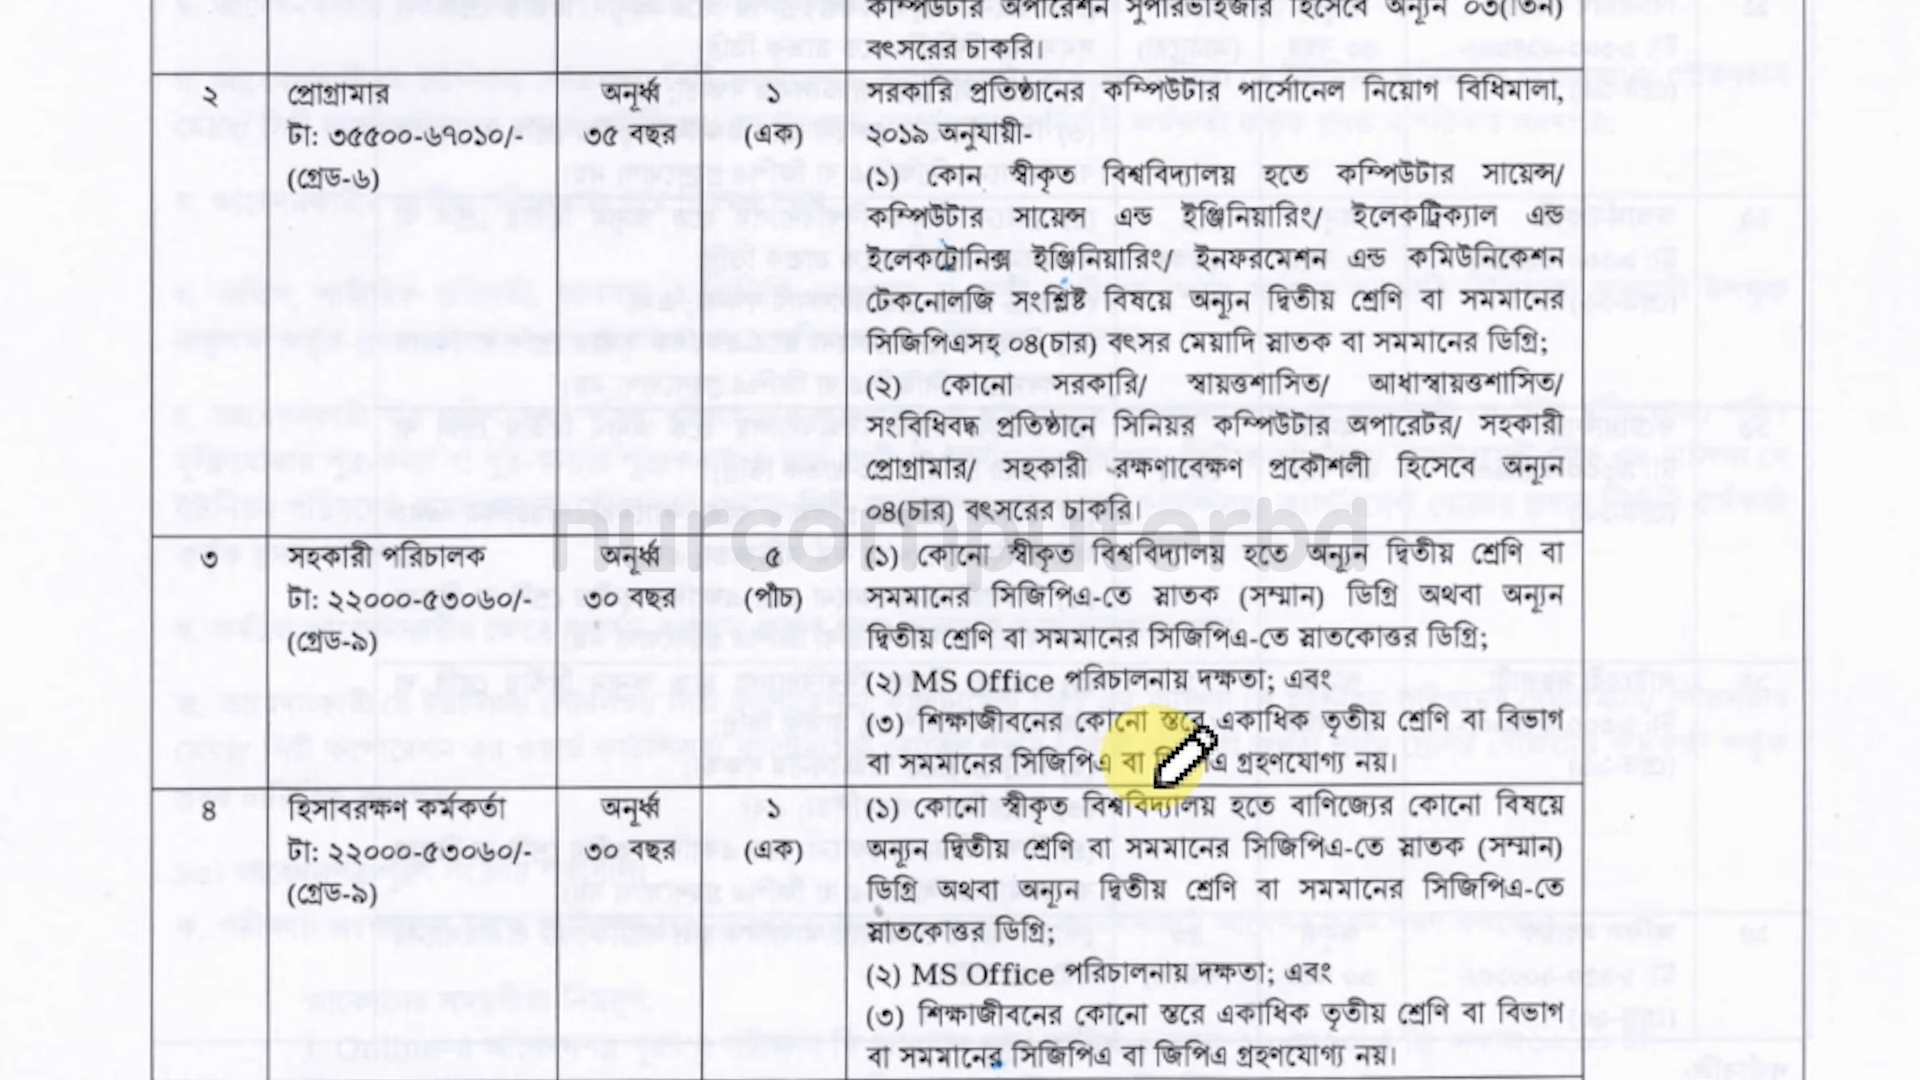 কম্পিউটার অপারেশন সুপারভাইজার হিসেবে অন্যূন ০৩(তিন)
বৎসরের চাকরি।
২
প্রোগ্রামার
টা: ৩৫৫০০-৬৭০১০/-
(গ্রেড-৬)
অনূর্ধ্ব
৩৫ বছর
১
(এক)
সরকারি প্রতিষ্ঠানের কম্পিউটার পার্সোনেল নিয়োগ বিধিমালা,
২০১৯ অনুযায়ী-
(১) কোন স্বীকৃত বিশ্ববিদ্যালয় হতে কম্পিউটার সায়েন্স/
কম্পিউটার সায়েন্স এন্ড ইঞ্জিনিয়ারিং/ ইলেকট্রিক্যাল এন্ড
ইলেকট্রোনিক্স ইঞ্জিনিয়ারিং/ ইনফরমেশন এন্ড কমিউনিকেশন
টেকনোলজি সংশ্লিষ্ট বিষয়ে অন্যূন দ্বিতীয় শ্রেণি বা সমমানের
সিজিপিএসহ ০৪(চার) বৎসর মেয়াদি স্নাতক বা সমমানের ডিগ্রি;
(২) কোনো সরকারি/ স্বায়ত্তশাসিত/ আধাস্বায়ত্তশাসিত/
সংবিধিবদ্ধ প্রতিষ্ঠানে সিনিয়র কম্পিউটার অপারেটর/ সহকারী
প্রোগ্রামার/ সহকারী রক্ষণাবেক্ষণ প্রকৌশলী হিসেবে অন্যূন
০৪(চার) বৎসরের চাকরি।
nurcomputerbd
৩
সহকারী পরিচালক
টা: ২২০০০-৫৩০৬০/-
(গ্রেড-৯)
অনূর্ধ্ব
৩০ বছর
৫
(পাঁচ)
(১) কোনো স্বীকৃত বিশ্ববিদ্যালয় হতে অন্যূন দ্বিতীয় শ্রেণি বা
সমমানের সিজিপিএ-তে স্নাতক (সম্মান) ডিগ্রি অথবা অন্যূন
দ্বিতীয় শ্রেণি বা সমমানের সিজিপিএ-তে স্নাতকোত্তর ডিগ্রি;
(২) MS Office পরিচালনায় দক্ষতা; এবং
(৩) শিক্ষাজীবনের কোনো স্তরে একাধিক তৃতীয় শ্রেণি বা বিভাগ
বা সমমানের সিজিপিএ বা গ্রহণযোগ্য নয়।
৪
হিসাবরক্ষণ কর্মকর্তা
টা: ২২০০০-৫৩০৬০/-
(গ্রেড-৯)
অনূর্ধ্ব
৩০ বছর
১
(এক)
(১) কোনো স্বীকৃত বিশ্ববিদ্যালয় হতে বাণিজ্যের কোনো বিষয়ে
অন্যূন দ্বিতীয় শ্রেণি বা সমমানের সিজিপিএ-তে স্নাতক (সম্মান)
ডিগ্রি অথবা অন্যূন দ্বিতীয় শ্রেণি বা সমমানের সিজিপিএ-তে
স্নাতকোত্তর ডিগ্রি;
(২) MS Office পরিচালনায় দক্ষতা; এবং
(৩) শিক্ষাজীবনের কোনো স্তরে একাধিক তৃতীয় শ্রেণি বা বিভাগ
বা সমমানের সিজিপিএ বা জিপিএ গ্রহণযোগ্য নয়।